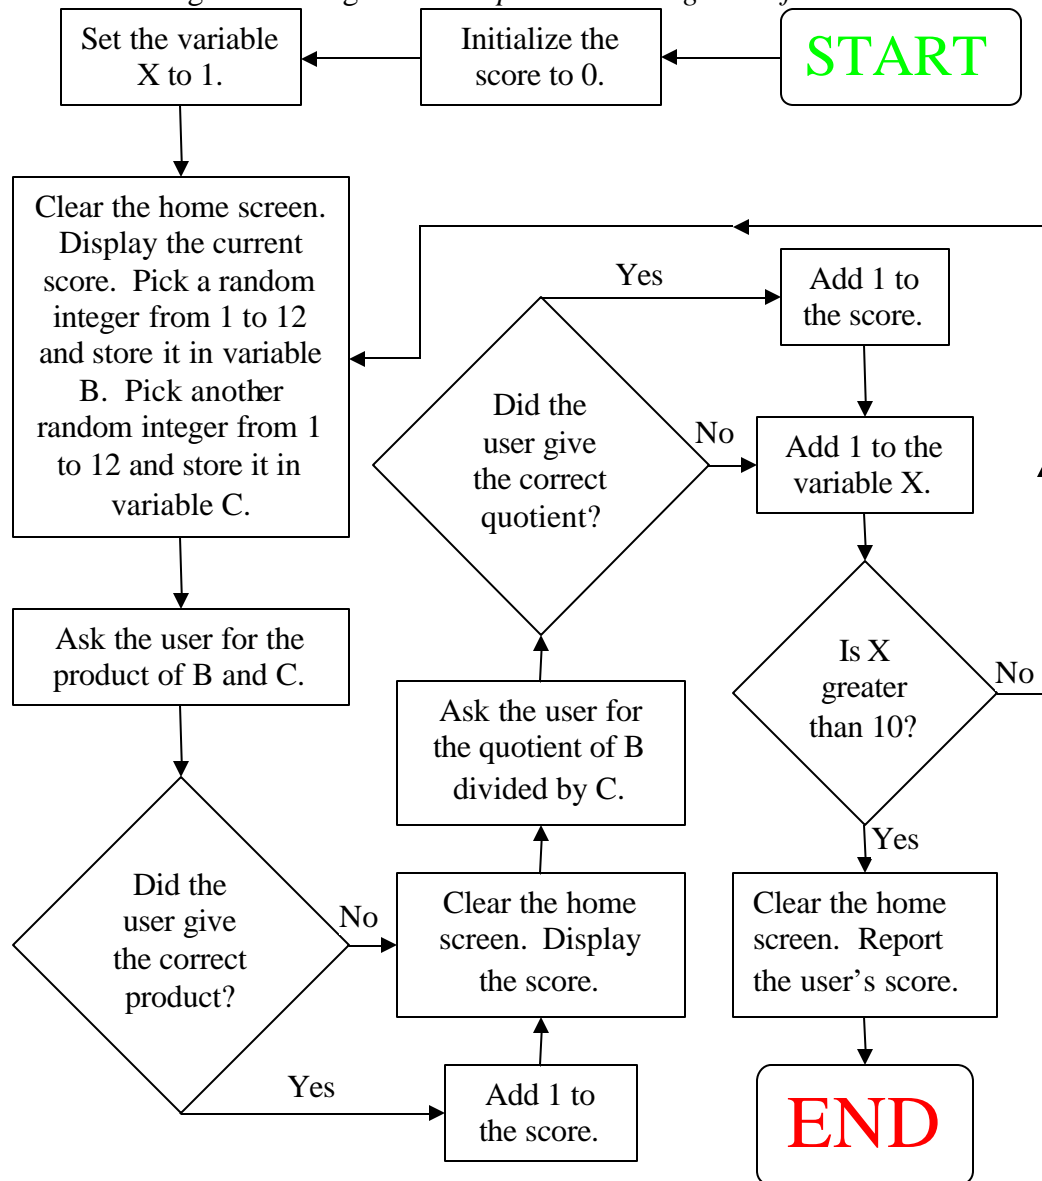 START
Initialize the
score to 0.
Set the variable
X to 1.
Clear the home screen.
Display the current
score. Pick a random
integer from 1 to 12
and store it in variable
B. Pick another
random integer from 1
to 12 and store it in
variable C.
Ask the user for the
product of B and C.
Did the
user give
the correct
product?
No
Yes
Add 1 to
the score.
Clear the home
screen. Display
the score.
Ask the user for
the quotient of B
divided by C.
Did the
user give
the correct
quotient?
Yes
No
Add 1 to
the score.
Add 1 to the
variable X.
Is X
greater
than 10?
No
Yes
Clear the home
screen. Report
the user’s score.
END